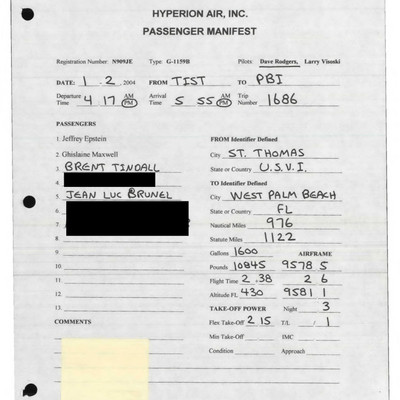 HYPERION AIR, INC.
PASSENGER MANIFEST
Registration Number N909JE Type G-1159B Pilots: Dave Rodgers, Larry Visoski
DATE: 1 - 2 - 2004 FROM TIST TO PBI
Departure Time 4 17 AM PM Arrival Time 5 55 AM PM Trip Number 1686
PASSENGERS
1. Jeffrey Epstein FROM Identifier Defined
2. Ghislaine Maxwell City ST. THOMAS
3. BRENT TINDALL State or Country U.S.V.I.
4. TO Identifier Defined
5. JEAN LUC BRUNEL City WEST PALM BEACH
6. State or Country FL
7. Nautical Miles 976
8. Statute Miles 1122
9. Gallons 1600 AIRFRAME
10. Pounds 10845 9578 5
11. Flight Time 2 .38 2 6
12. Altitude FL 430 9581 1
13. TAKE-OFF POWER Night 3
COMMENTS Flex Take-Off 2 15 T/L / 1
Min Take-Off IMC
Condition Approach